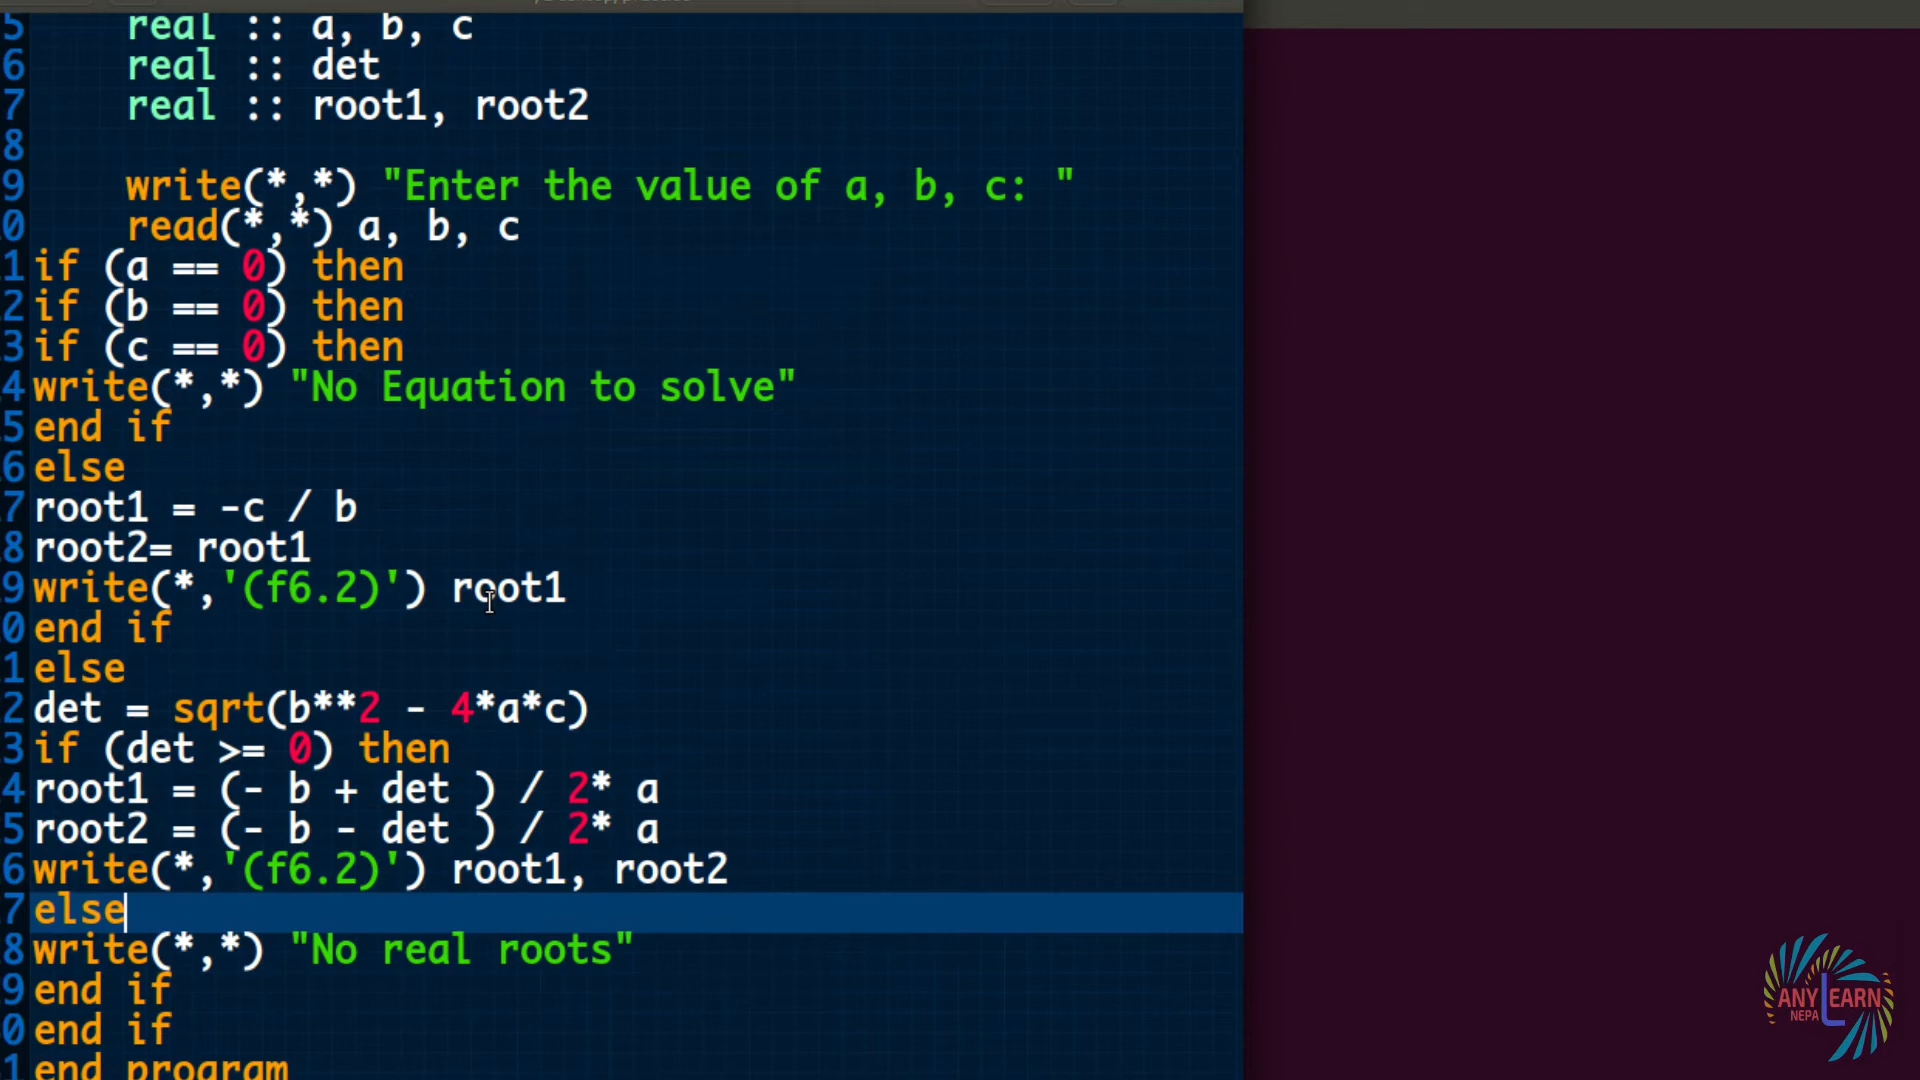 5 real :: a, b, c
6 real :: det
7 real :: root1, root2
8
9 write(*,*) "Enter the value of a, b, c: "
0 read(*,*) a, b, c
1 if (a == 0) then
2 if (b == 0) then
3 if (c == 0) then
4 write(*,*) "No Equation to solve"
5 end if
6 else
7 root1 = -c / b
8 root2= root1
9 write(*,'(f6.2)') root1
0 end if
1 else
2 det = sqrt(b**2 - 4*a*c)
3 if (det >= 0) then
4 root1 = (- b + det ) / 2* a
5 root2 = (- b - det ) / 2* a
6 write(*,'(f6.2)') root1, root2
7 else
8 write(*,*) "No real roots"
9 end if
0 end if
1 end program
ANY LEARN
NEPA